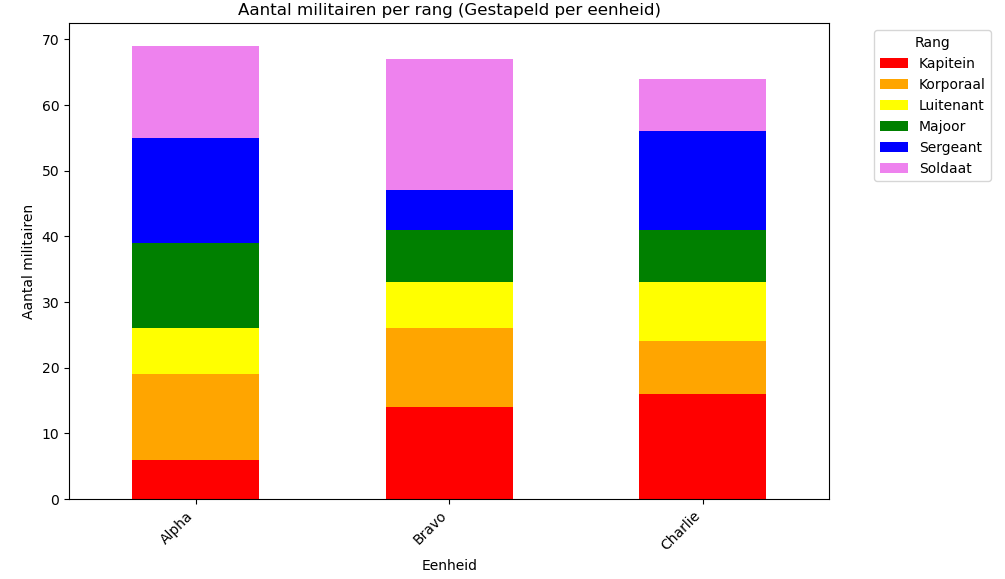 Aantal militairen per rang (Gestapeld per eenheid)
Aantal militairen
70
60
50
40
30
20
10
0
Alpha
Bravo
Charlie
Eenheid
Rang
Kapitein
Korporaal
Luitenant
Majoor
Sergeant
Soldaat